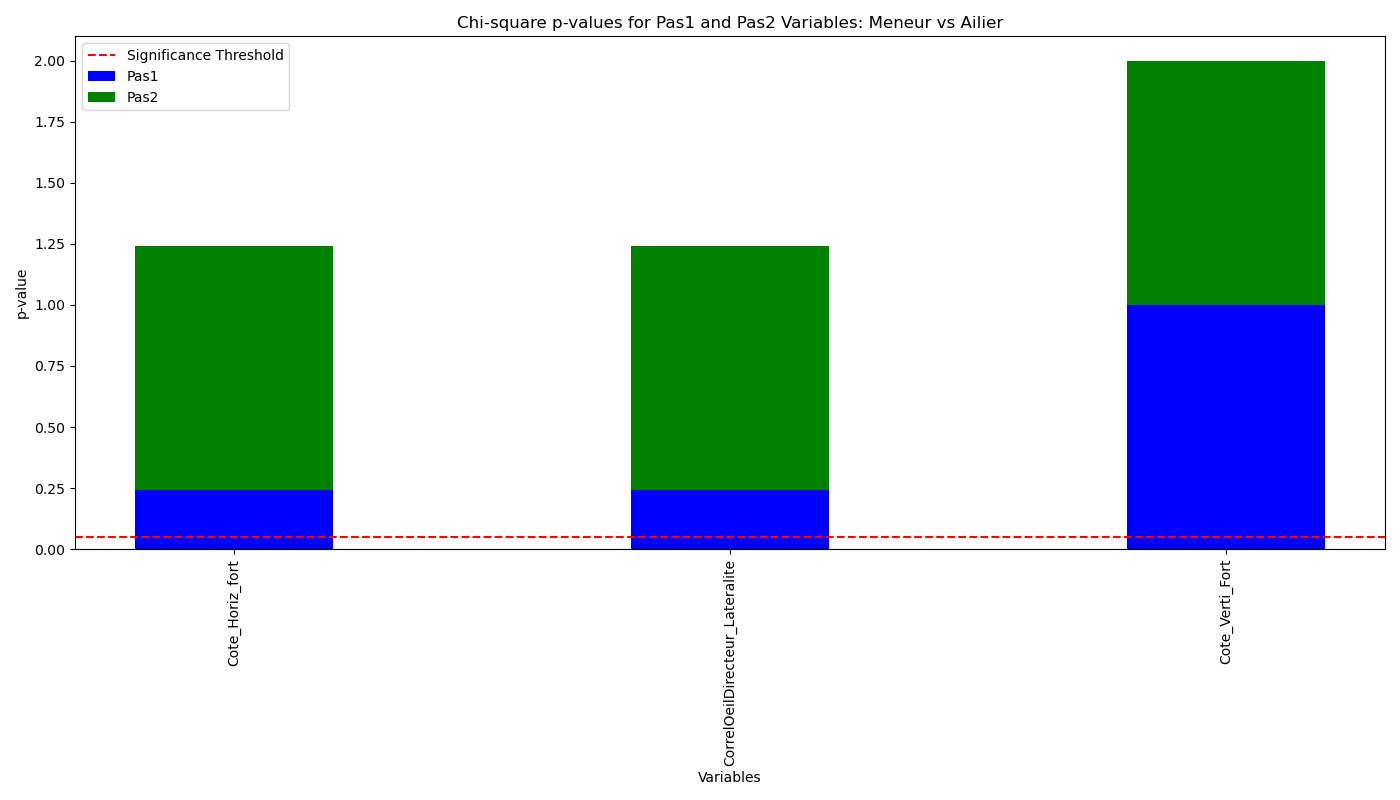 Chi-square p-values for Pas1 and Pas2 Variables: Meneur vs Ailier
Significance Threshold
Pas1
Pas2
2.00
1.75
1.50
1.25
1.00
0.75
0.50
0.25
0.00
p-value
Cote_Horiz_fort
CorrelOeilDirecteur_Lateralite
Cote_Verti_Fort
Variables